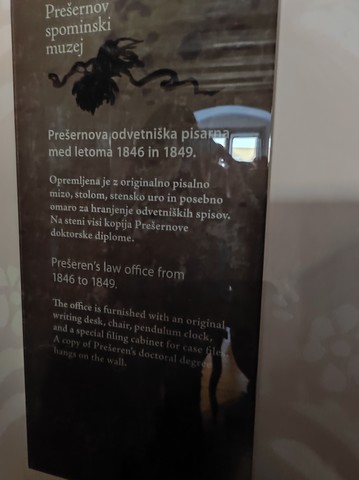 Prešernov
spominski
muzej
Prešernova odvetniška pisarna
med letoma 1846 in 1849.
Opremljena je z originalno pisalno
mizo, stolom, stensko uro in posebno
omaro za hranjenje odvetniških spisov.
Na steni visi kopija Prešernove
doktorske diplome.
Prešeren's law office from
1846 to 1849.
The office is furnished with an original
writing desk, chair, pendulum clock,
and a special filing cabinet for case files.
A copy of Prešeren's doctoral degree
hangs on the wall.